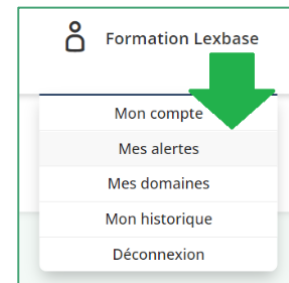 Formation Lexbase
Mon compte
Mes alertes
Mes domaines
Mon historique
Déconnexion